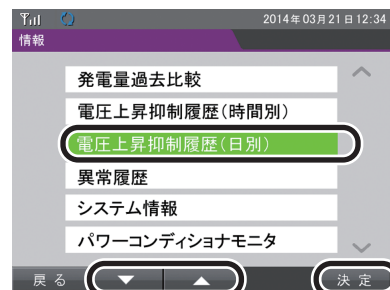 2014年03月21日12:34
情報
発電量過去比較
電圧上昇抑制履歴(時間別)
電圧上昇抑制履歴(日別)
異常履歴
システム情報
パワーコンディショナモニタ
戻る ▼ ▲ 決定